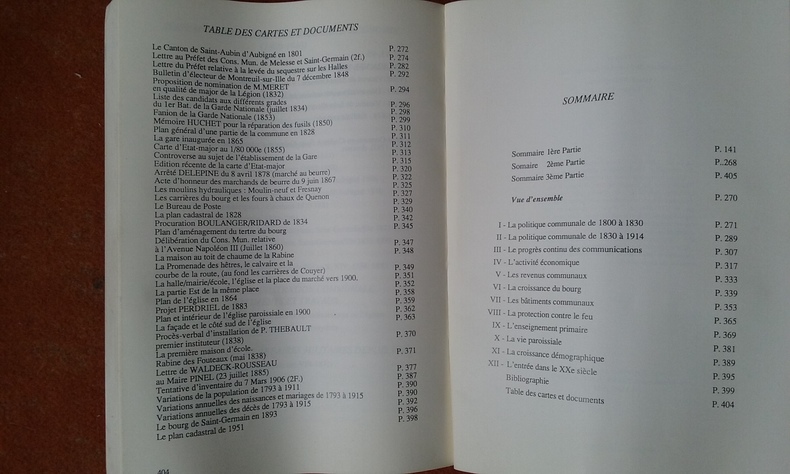 TABLE DES CARTES ET DOCUMENTS
Le Canton de Saint-Aubin d'Aubigné en 1801 P. 272
Lettre au Préfet des Cons. Mun. de Melesse et Saint-Germain (2f.) P. 274
Lettre du Préfet relative à la levée du sequestre sur les Halles P. 282
Bulletin d'électeur de Montreuil-sur-Ille du 7 décembre 1848 P. 292
Proposition de nomination de M.MERET
en qualité de major de la Légion (1832) P. 294
Liste des candidats aux différents grades
du 1er Bat. de la Garde Nationale (juillet 1834) P. 296
Fanion de la Garde Nationale (1853) P. 298
Mémoire HUCHET pour la réparation des fusils (1850) P. 299
Plan général d'une partie de la commune en 1828 P. 310
La gare inaugurée en 1865 P. 311
Carte d'Etat-major au 1/80 000e (1855) P. 312
Controverse au sujet de l'établissement de la Gare P. 313
Edition récente de la carte d'Etat-major P. 315
Arrêté DELEPINE du 8 avril 1878 (marché au beurre) P. 320
Acte d'honneur des marchands de beurre du 9 juin 1867 P. 322
Les moulins hydrauliques : Moulin-neuf et Fresnay P. 325
Les carrières du bourg et les fours à chaux de Quenon P. 327
Le Bureau de Poste P. 329
La plan cadastral de 1828 P. 340
Procuration BOULANGER/RIDARD de 1834 P. 342
Plan d'aménagement du tertre du bourg P. 345
Délibération du Cons. Mun. relative
à l'Avenue Napoléon III (Juillet 1860) P. 347
La maison au toit de chaume de la Rabine P. 348
La Promenade des hêtres, le calvaire et la
courbe de la route, (au fond les carrières de Couyer) P. 349
La halle/mairie/école, l'église et la place du marché vers 1900. P. 351
La partie Est de la même place P. 352
Plan de l'église en 1864 P. 358
Projet PERDRIEL de 1883 P. 359
Plan et intérieur de l'église paroissiale en 1900 P. 362
La façade et le côté sud de l'église P. 363
Procès-verbal d'installation de P. THEBAULT
premier instituteur (1838) P. 370
La première maison d'école
Rabine des Fouteaux (mai 1838) P. 371
Lettre de WALDECK-ROUSSEAU
au Maire PINEL (23 juillet 1885) P. 377
Tentative d'inventaire du 7 Mars 1906 (2F.) P. 387
Variations de la population de 1793 à 1911 P. 390
Variations annuelles des naissances et mariages de 1793 à 1915 P. 390
Variations annuelles des décès de 1793 à 1915 P. 392
Le bourg de Saint-Germain en 1893 P. 396
Le plan cadastral de 1951 P. 398
404
SOMMAIRE
Sommaire 1ère Partie P. 141
Somaire 2ème Partie P..268
Sommaire 3ème Partie P. 405
Vue d'ensemble P. 270
I - La politique communale de 1800 à 1830 P. 271
II - La politique communale de 1830 à 1914 P. 289
III - Le progrès continu des communications P. 307
IV - L'activité économique P. 317
V - Les revenus communaux P. 333
VI - La croissance du bourg P. 339
VII - Les bâtiments communaux P. 353
VIII - La protection contre le feu P. 365
IX - L'enseignement primaire P. 369
X - La vie paroissiale P. 381
XI - La croissance démographique P. 389
XII - L'entrée dans le XXe siècle P. 395
Bibliographie P. 399
Table des cartes et documents P. 404